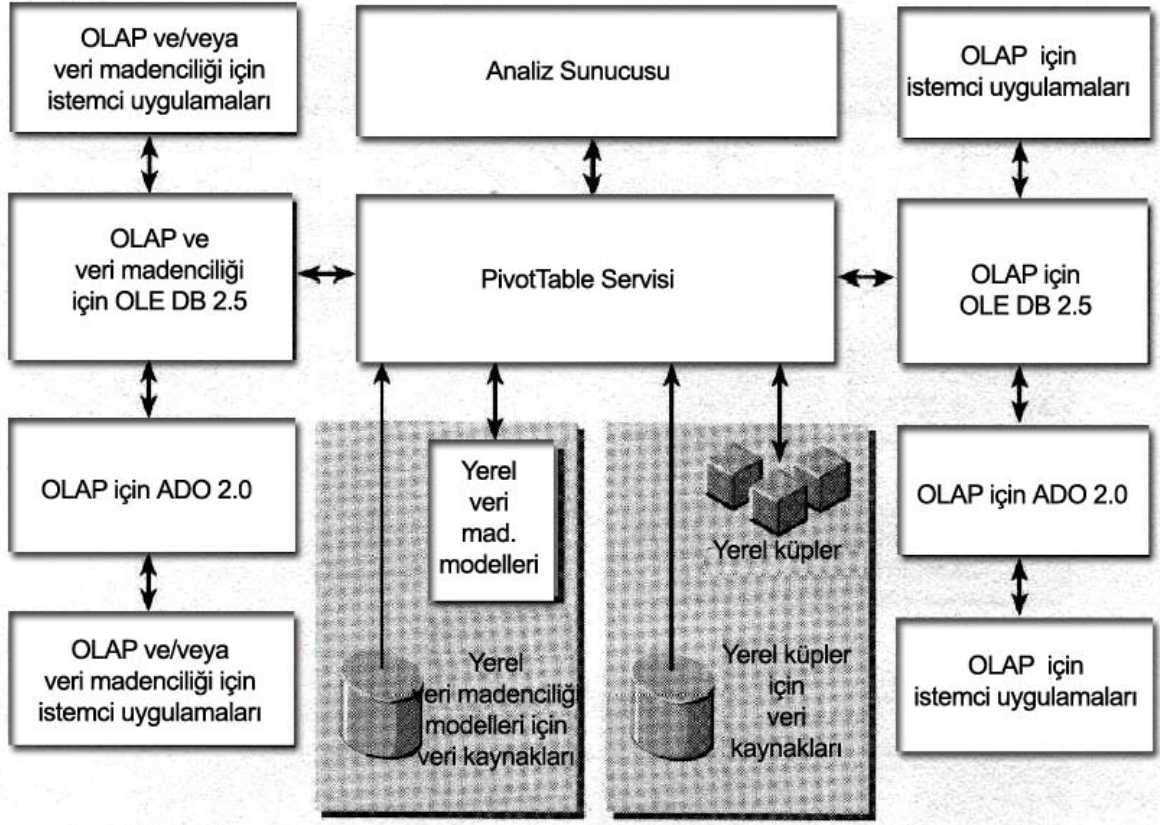 OLAP ve/veya
veri madenciliği için
istemci uygulamaları
Analiz Sunucusu
OLAP için
istemci uygulamaları
OLAP ve
veri madenciliği
için OLE DB 2.5
PivotTable Servisi
OLAP için
OLE DB 2.5
OLAP için ADO 2.0
Yerel
veri
mad.
modelleri
Yerel küpler
OLAP için ADO 2.0
OLAP ve/veya
veri madenciliği için
istemci uygulamaları
Yerel
veri madenciliği
modelleri için
veri kaynakları
Yerel küpler
için
veri
kaynakları
OLAP için
istemci uygulamaları